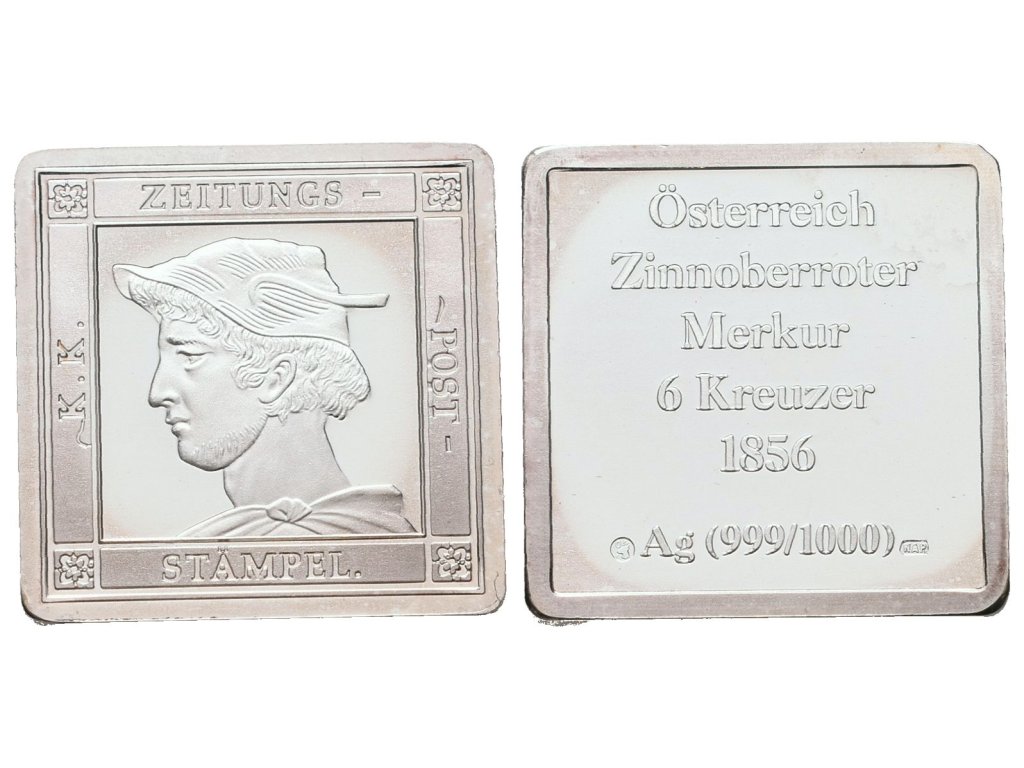 ZEITUNGS -
K.K.
~POST-
STÄMPEL.
Österreich
Zinnoberroter
Merkur
6 Kreuzer
1856
Ag (999/1000)